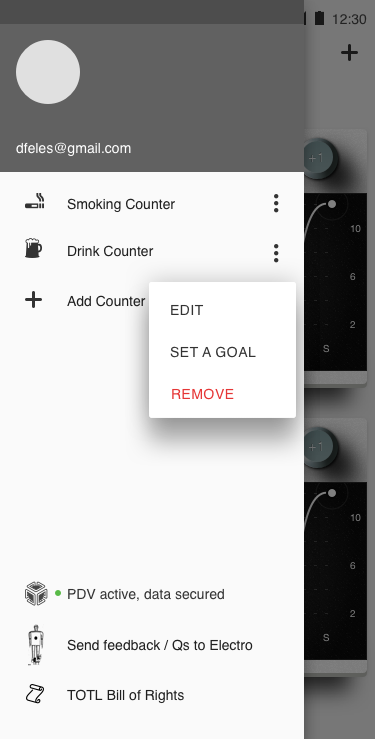 12:30
dfeles@gmail.com
Smoking Counter
Drink Counter
Add Counter
EDIT
SET A GOAL
REMOVE
PDV active, data secured
Send feedback / Qs to Electro
TOTL Bill of Rights
+1
10
6
2
S
+1
10
6
2
S